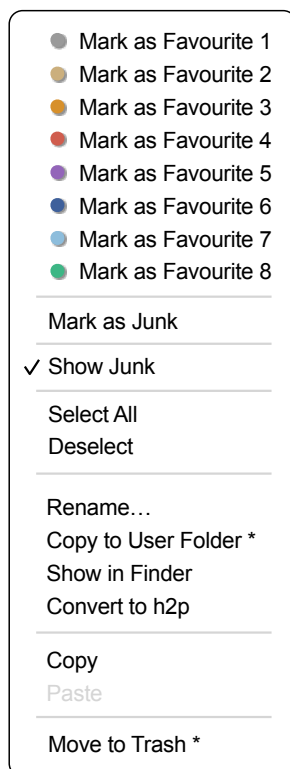 Mark as Favourite 1
Mark as Favourite 2
Mark as Favourite 3
Mark as Favourite 4
Mark as Favourite 5
Mark as Favourite 6
Mark as Favourite 7
Mark as Favourite 8
Mark as Junk
✓ Show Junk
Select All
Deselect
Rename…
Copy to User Folder *
Show in Finder
Convert to h2p
Copy
Paste
Move to Trash *